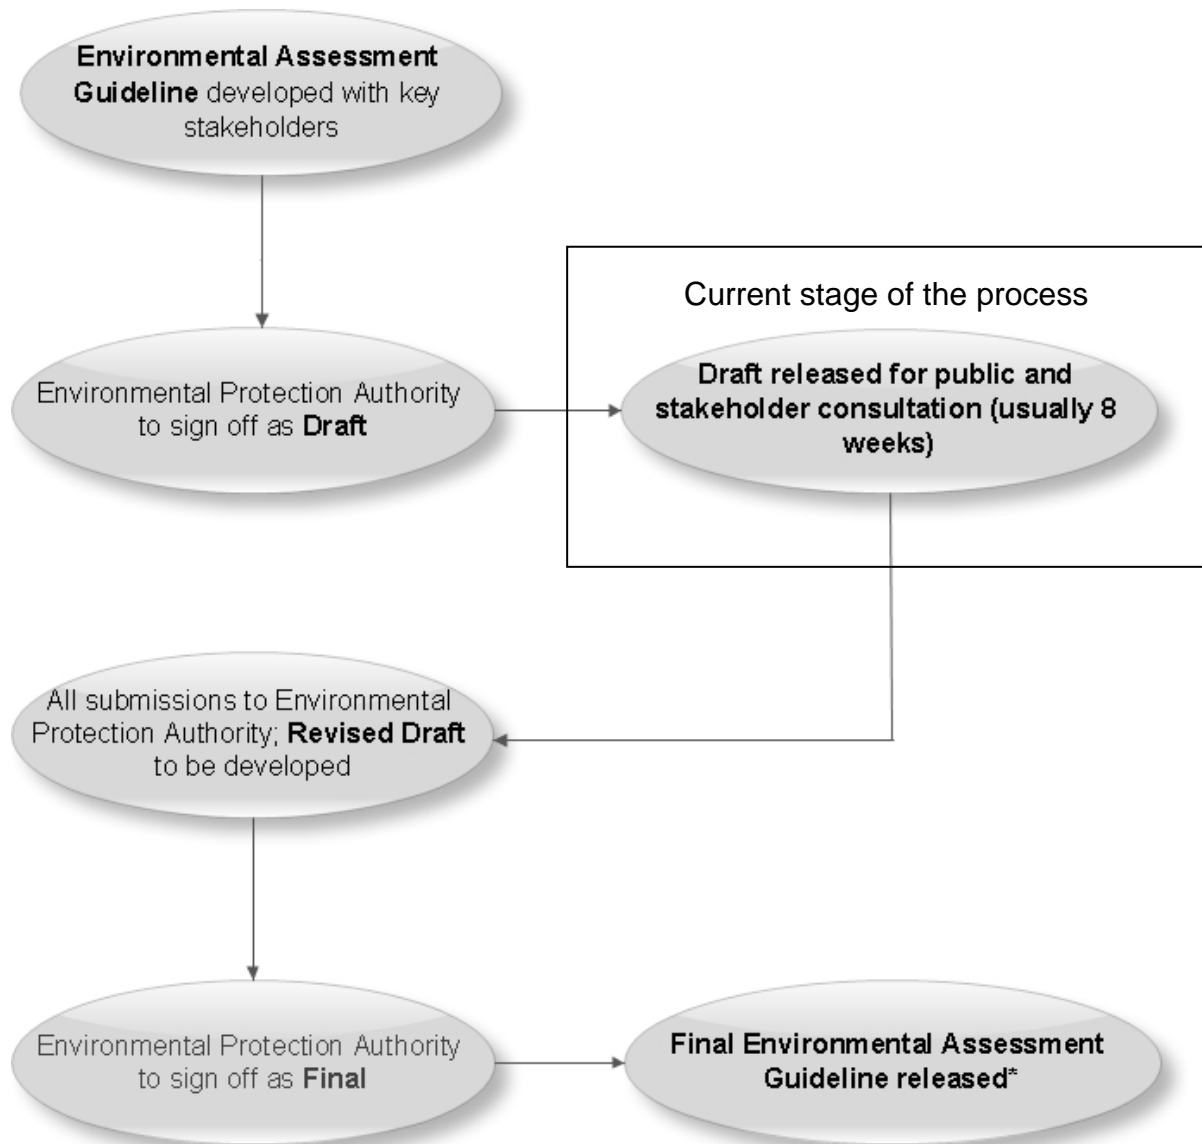 Environmental Assessment
Guideline developed with key
stakeholders
Current stage of the process
Environmental Protection Authority
to sign off as Draft
Draft released for public and
stakeholder consultation (usually 8
weeks)
All submissions to Environmental
Protection Authority; Revised Draft
to be developed
Environmental Protection Authority
to sign off as Final
Final Environmental Assessment
Guideline released*